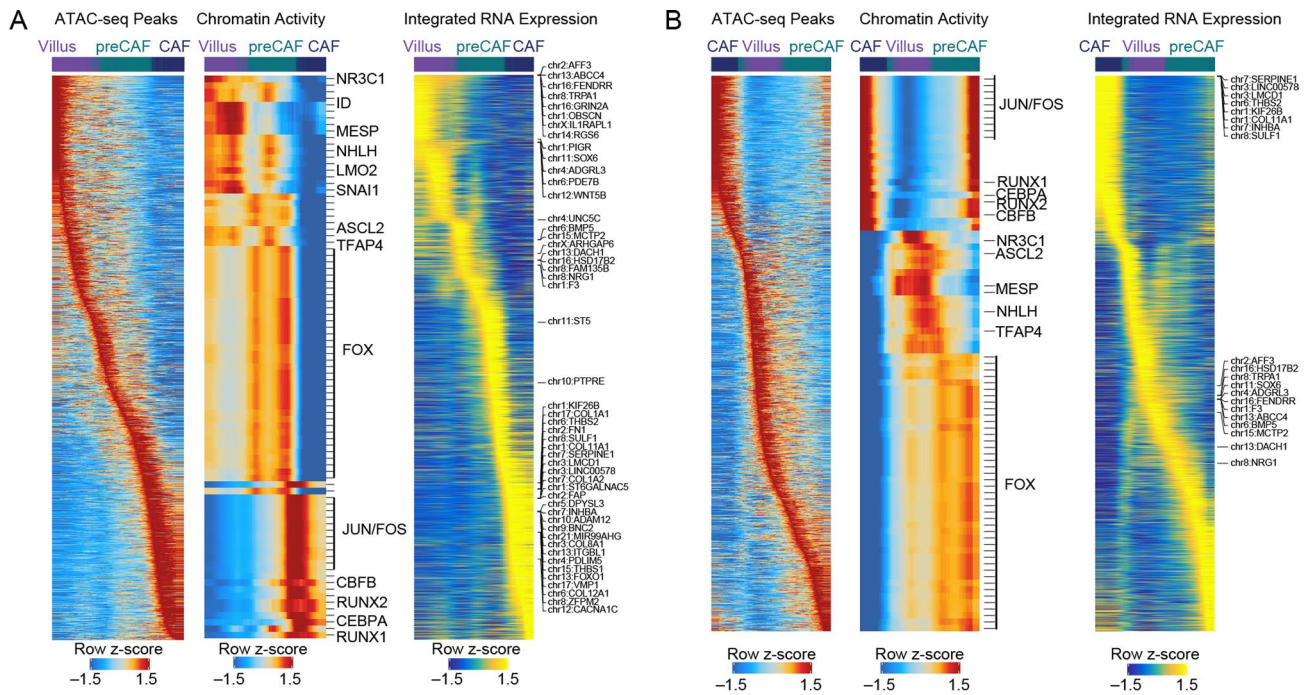 A
ATAC-seq Peaks
Chromatin Activity
Integrated RNA Expression
Villus preCAF CAF
Villus preCAF CAF
Villus preCAF CAF
NR3C1
ID
MESP
NHLH
LMO2
SNAI1
ASCL2
TFAP4
FOX
JUN/FOS
CBFB
RUNX2
CEBPA
RUNX1
chr2:AFF3
chr13:ABCC4
chr16:FENDRR
chr8:TRPA1
chr16:GRIN2A
chr1:OBSCN
chrX:IL1RAPL1
chr14:RGS6
chr1:PIGR
chr11:SOX6
chr4:ADGRL3
chr6:PDE7B
chr12:WNT5B
chr4:UNC5C
chr6:BMP5
chr15:MCTP2
chrX:ARHGAP6
chr13:DACH1
chr16:HSD17B2
chr8:FAM135B
chr8:NRG1
chr1:F3
chr11:ST5
chr10:PTPRE
chr1:KIF26B
chr17:COL1A1
chr6:THBS2
chr2:FN1
chr8:SULF1
chr1:COL11A1
chr7:SERPINE1
chr3:LMCD1
chr3:LINC00578
chr7:COL1A2
chr1:ST6GALNAC5
chr2:FAP
chr5:DPYSL3
chr7:INHBA
chr10:ADAM12
chr9:BNC2
chr21:MIR99AHG
chr3:COL8A1
chr13:ITGBL1
chr4:PDLIM5
chr15:THBS1
chr13:FOXO1
chr17:VMP1
chr6:COL12A1
chr8:ZFPM2
chr12:CACNA1C
Row z-score
–1.5 1.5
Row z-score
–1.5 1.5
Row z-score
–1.5 1.5
B
ATAC-seq Peaks
Chromatin Activity
Integrated RNA Expression
CAF Villus preCAF
CAF Villus preCAF
CAF Villus preCAF
JUN/FOS
RUNX1
CEBPA
RUNX2
CBFB
NR3C1
ASCL2
MESP
NHLH
TFAP4
FOX
chr7:SERPINE1
chr3:LINC00578
chr3:LMCD1
chr6:THBS2
chr1:KIF26B
chr1:COL11A1
chr7:INHBA
chr8:SULF1
chr2:AFF3
chr16:HSD17B2
chr8:TRPA1
chr11:SOX6
chr4:ADGRL3
chr16:FENDRR
chr1:F3
chr13:ABCC4
chr6:BMP5
chr15:MCTP2
chr13:DACH1
chr8:NRG1
Row z-score
–1.5 1.5
Row z-score
–1.5 1.5
Row z-score
–1.5 1.5